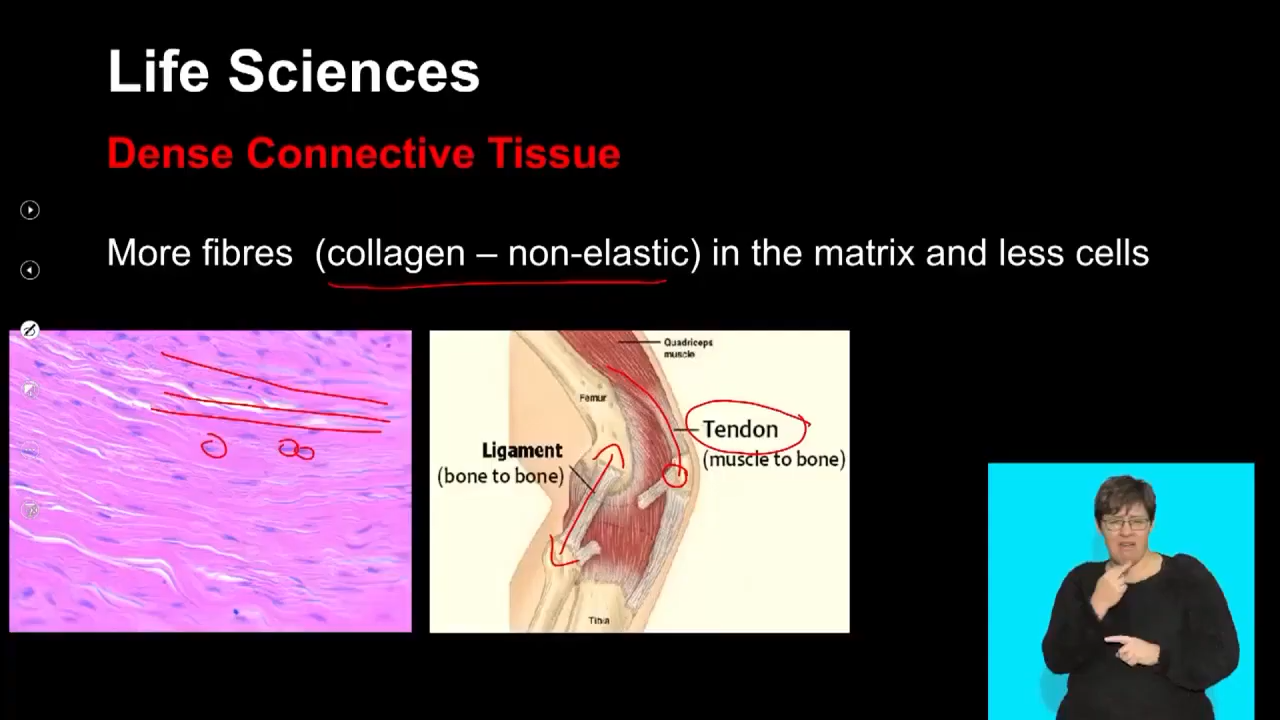 Life Sciences
Dense Connective Tissue
More fibres (collagen – non-elastic) in the matrix and less cells
Quadriceps
muscle
Femur
Ligament
(bone to bone)
Tendon
(muscle to bone)
Tibia